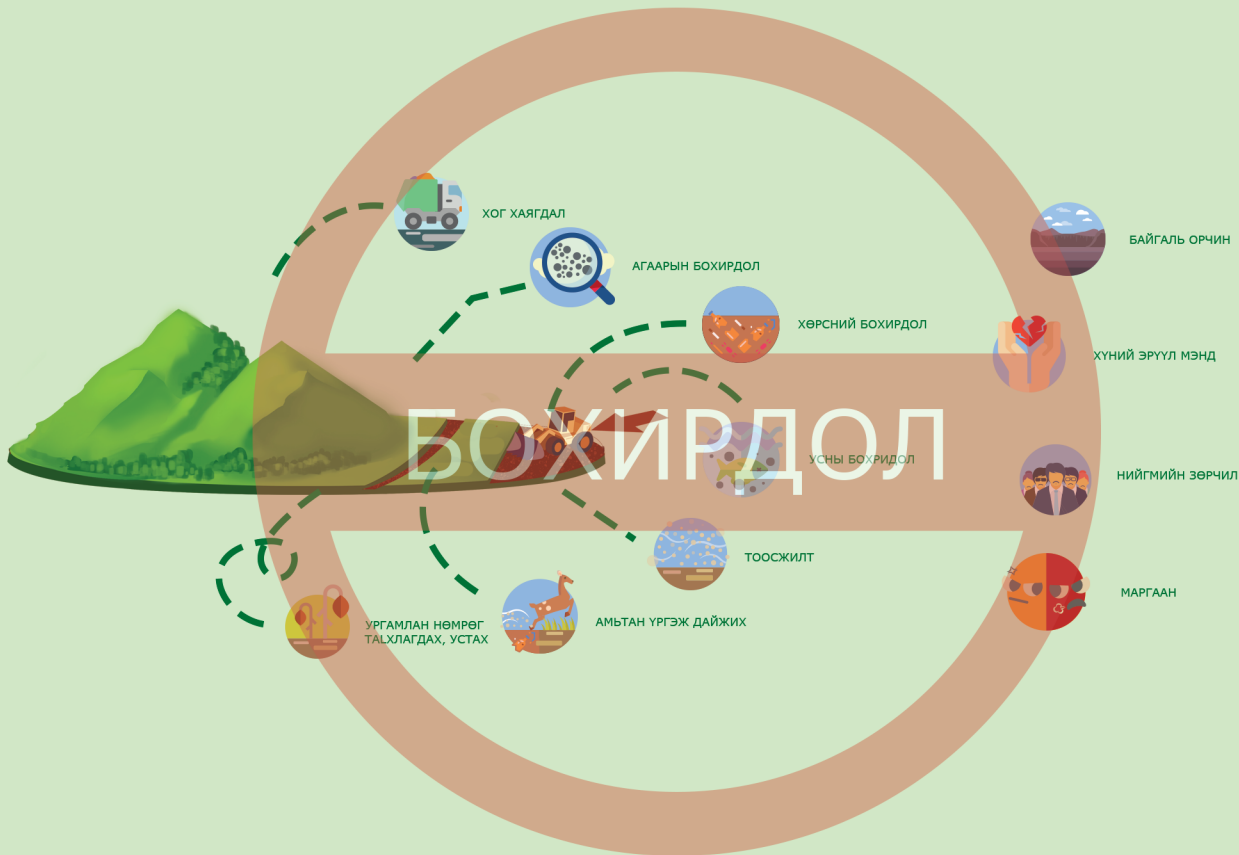 ХОГ ХАЯГДАЛ
АГААРЫН БОХИРДОЛ
БАЙГАЛЬ ОРЧИН
ХӨРСНИЙ БОХИРДОЛ
ХҮНИЙ ЭРҮҮЛ МЭНД
БОХИРДОЛ
УСНЫ БОХРИДОЛ
НИЙГМИЙН ЗӨРЧИЛ
ТООСЖИЛТ
МАРГААН
УРГАМЛАН НӨМРӨГ
ТАLХЛАГДАХ, УСТАХ
АМЬТАН ҮРГЭЖ ДАЙЖИХ